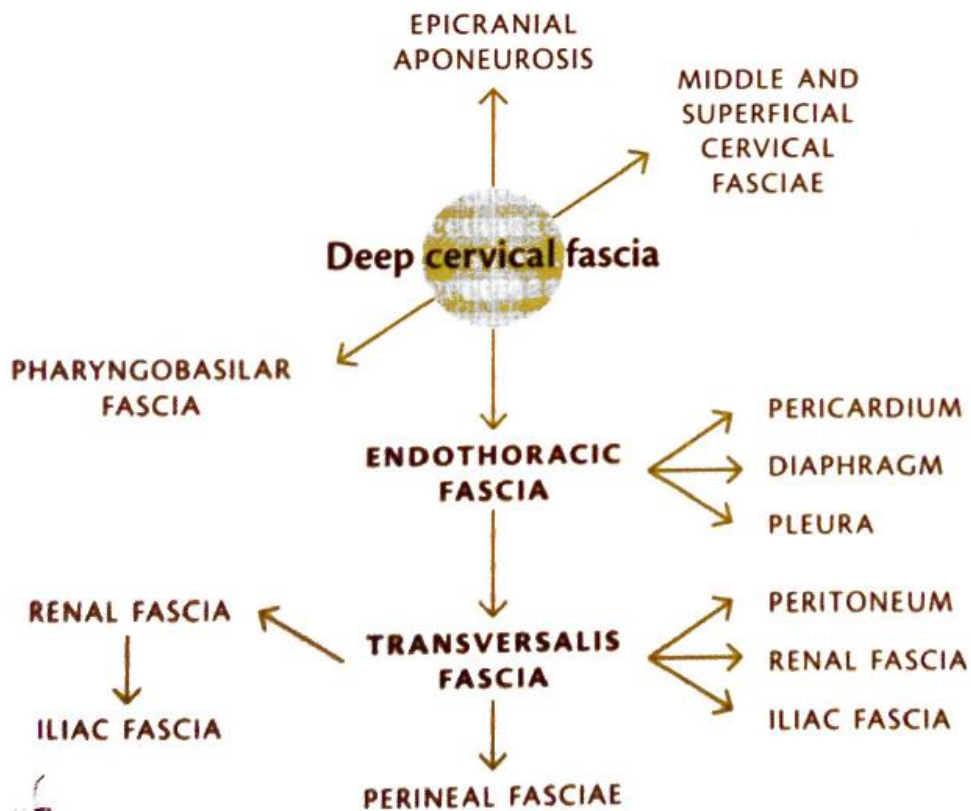 EPICRANIAL
APONEUROSIS
MIDDLE AND
SUPERFICIAL
CERVICAL
FASCIAE
Deep cervical fascia
PHARYNGOBASILAR
FASCIA
ENDOTHORACIC
FASCIA
PERICARDIUM
DIAPHRAGM
PLEURA
RENAL FASCIA
ILIAC FASCIA
TRANSVERSALIS
FASCIA
PERITONEUM
RENAL FASCIA
ILIAC FASCIA
PERINEAL FASCIAE